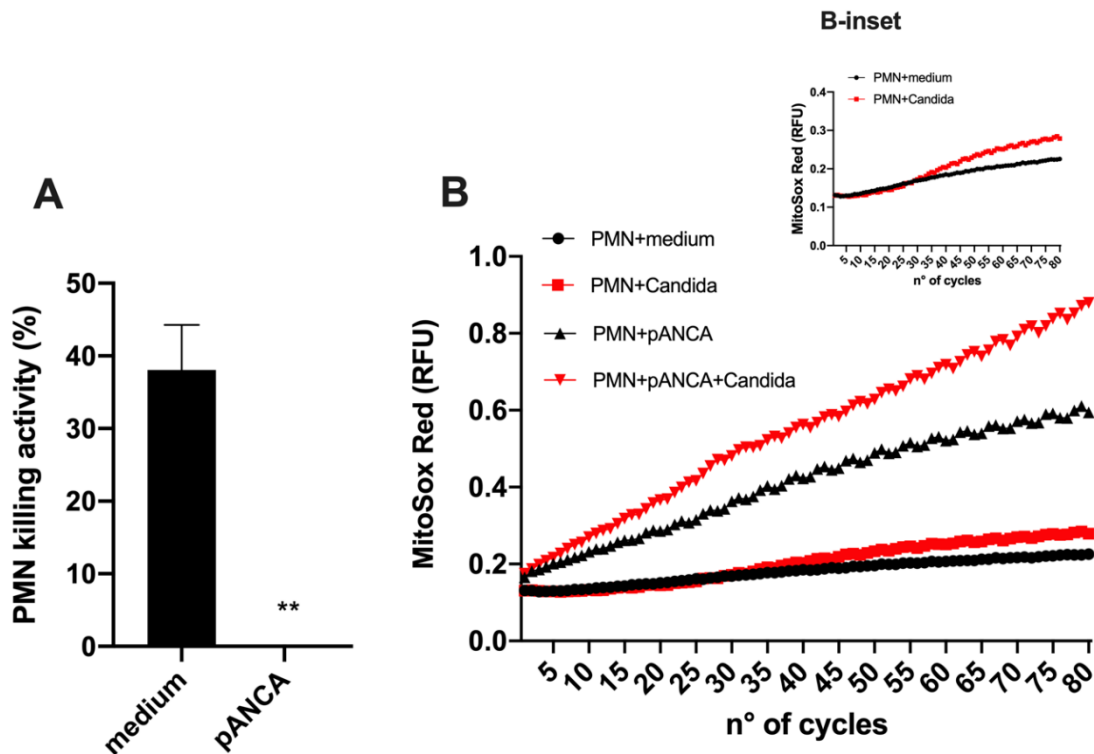 B-inset
PMN+medium
PMN+Candida
0.4
0.3
0.2
0.1
0.0
MitoSox Red (RFU)
5 10 15 20 25 30 35 40 45 50 55 60 65 70 75 80
n° of cycles
A
50
40
30
20
10
0
PMN killing activity (%)
**
medium pANCA
B
PMN+medium
PMN+Candida
PMN+pANCA
PMN+pANCA+Candida
1.0
0.8
0.6
0.4
0.2
0.0
MitoSox Red (RFU)
5 10 15 20 25 30 35 40 45 50 55 60 65 70 75 80
n° of cycles